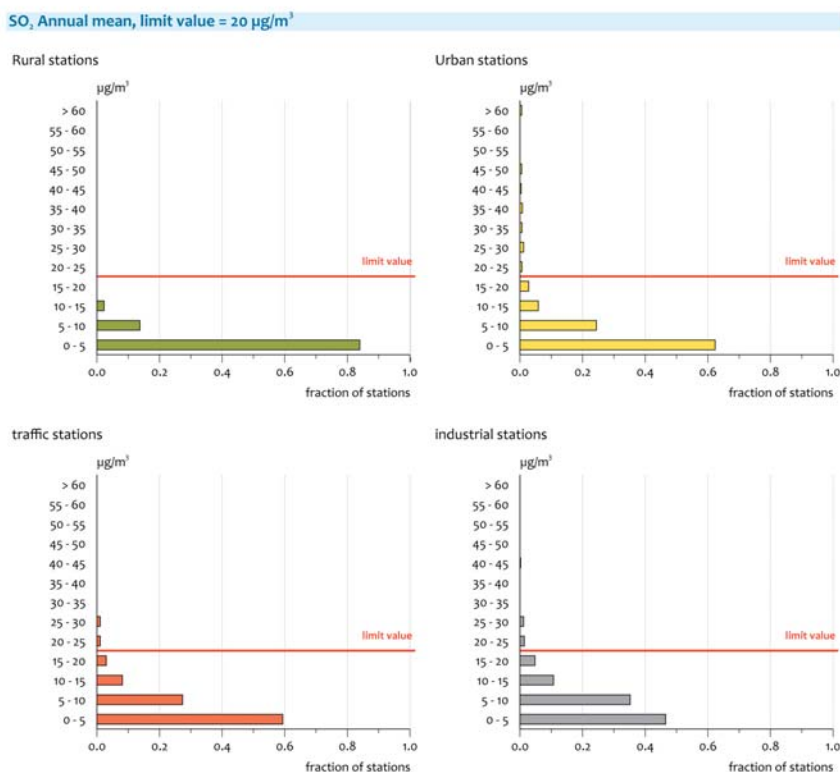 SO₂ Annual mean, limit value = 20 µg/m³
Rural stations
µg/m³
> 60
55 - 60
50 - 55
45 - 50
40 - 45
35 - 40
30 - 35
25 - 30
20 - 25
15 - 20
10 - 15
5 - 10
0 - 5
limit value
0.0 0.2 0.4 0.6 0.8 1.0
fraction of stations
Urban stations
µg/m³
> 60
55 - 60
50 - 55
45 - 50
40 - 45
35 - 40
30 - 35
25 - 30
20 - 25
15 - 20
10 - 15
5 - 10
0 - 5
limit value
0.0 0.2 0.4 0.6 0.8 1.0
fraction of stations
traffic stations
µg/m³
> 60
55 - 60
50 - 55
45 - 50
40 - 45
35 - 40
30 - 35
25 - 30
20 - 25
15 - 20
10 - 15
5 - 10
0 - 5
limit value
0.0 0.2 0.4 0.6 0.8 1.0
fraction of stations
industrial stations
µg/m³
> 60
55 - 60
50 - 55
45 - 50
40 - 45
35 - 40
30 - 35
25 - 30
20 - 25
15 - 20
10 - 15
5 - 10
0 - 5
limit value
0.0 0.2 0.4 0.6 0.8 1.0
fraction of stations